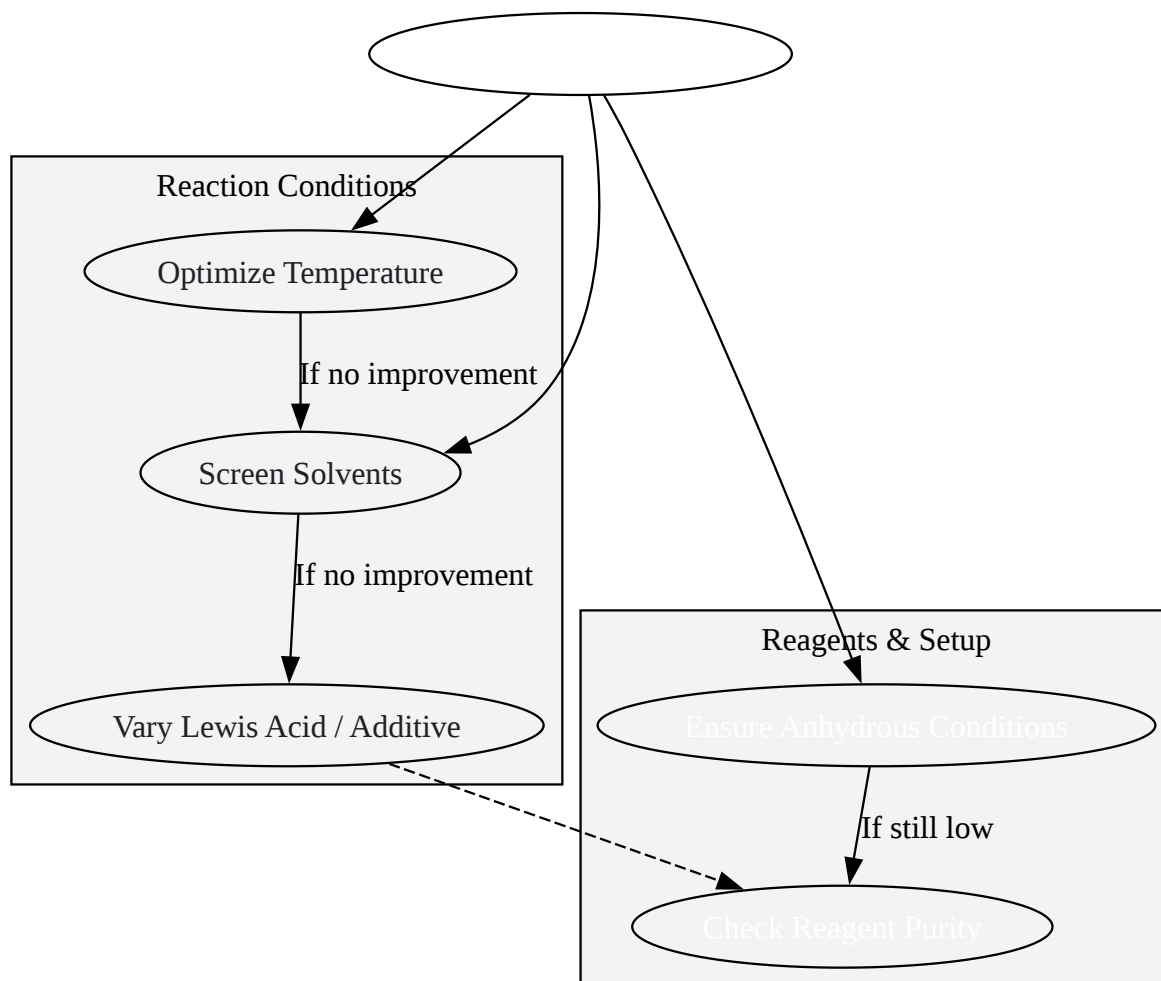 Reaction Conditions
Optimize Temperature
If no improvement
Screen Solvents
If no improvement
Reagents & Setup
Vary Lewis Acid / Additive
Ensure Anhydrous Conditions
If still low
Check Reagent Purity